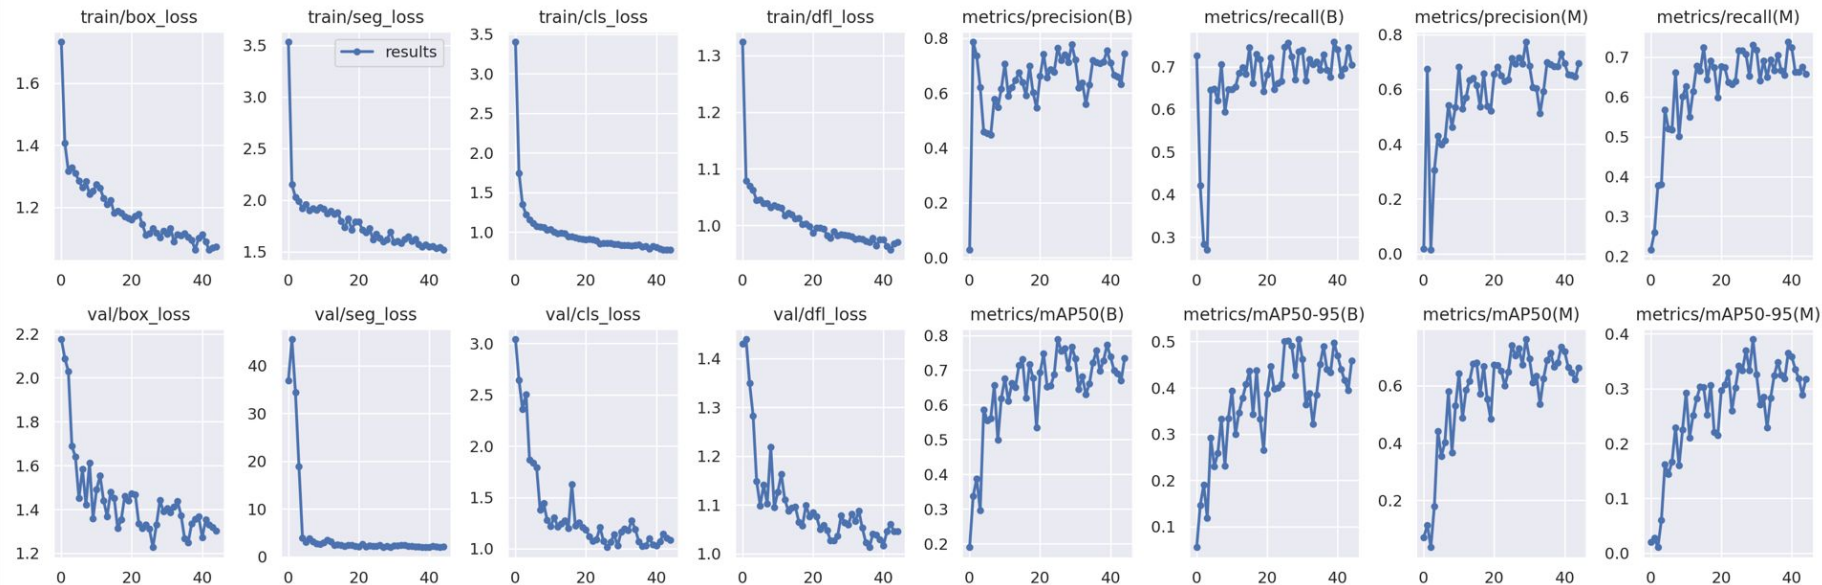 train/box_loss
train/seg_loss
train/cls_loss
train/dfl_loss
metrics/precision(B)
metrics/recall(B)
metrics/precision(M)
metrics/recall(M)
1.6
1.4
1.2
0 20 40
results
3.5
3.0
2.5
2.0
1.5
0 20 40
3.5
3.0
2.5
2.0
1.5
1.0
0 20 40
1.3
1.2
1.1
1.0
0 20 40
0.8
0.6
0.4
0.2
0.0
0 20 40
0.7
0.6
0.5
0.4
0.3
0 20 40
0.8
0.6
0.4
0.2
0.0
0 20 40
0.7
0.6
0.5
0.4
0.3
0.2
0 20 40
val/box_loss
val/seg_loss
val/cls_loss
val/dfl_loss
metrics/mAP50(B)
metrics/mAP50-95(B)
metrics/mAP50(M)
metrics/mAP50-95(M)
2.2
2.0
1.8
1.6
1.4
1.2
0 20 40
40
30
20
10
0
0 20 40
3.0
2.5
2.0
1.5
1.0
0 20 40
1.4
1.3
1.2
1.1
1.0
0 20 40
0.8
0.7
0.6
0.5
0.4
0.3
0.2
0 20 40
0.5
0.4
0.3
0.2
0.1
0 20 40
0.6
0.4
0.2
0 20 40
0.4
0.3
0.2
0.1
0.0
0 20 40